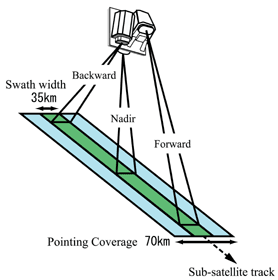 Swath width
35km
Backward
Nadir
Forward
Pointing Coverage 70km
Sub-satellite track